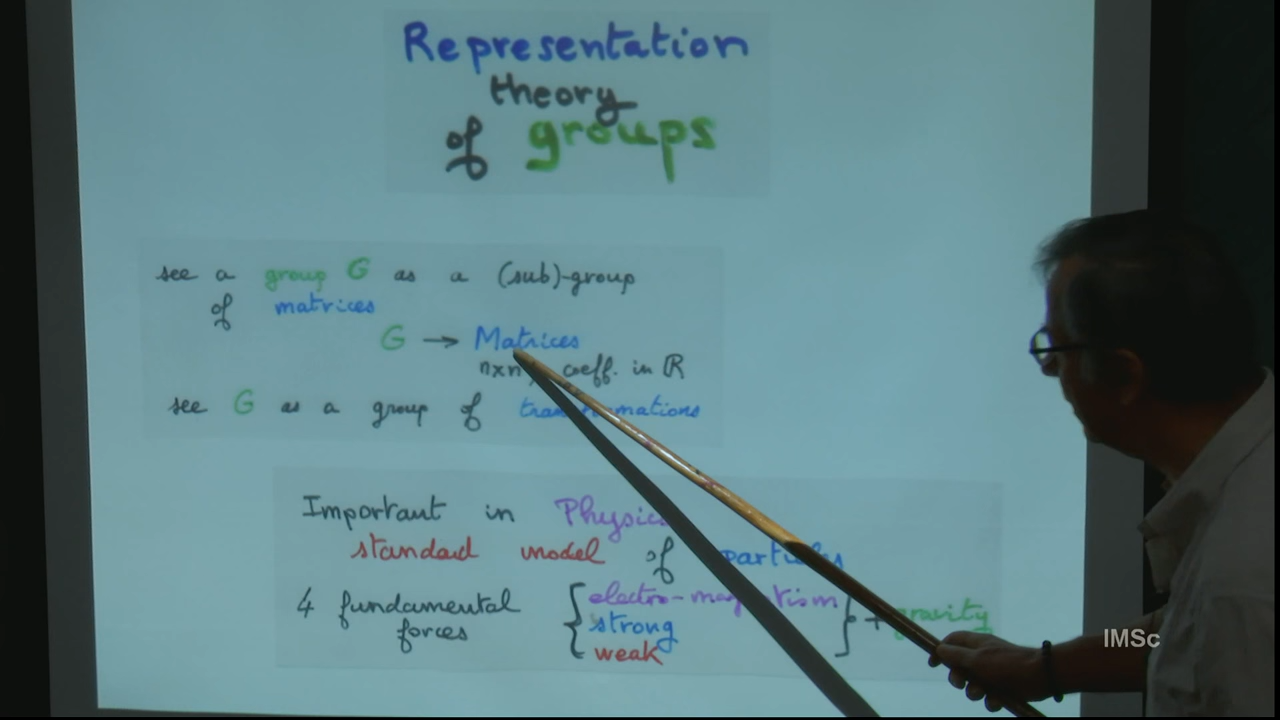 Representation
theory
of groups
see a group G as a (sub)-group
of matrices
G → Matrices
nxn, coeff. in ℝ
see G as a group of
Important in Physics
standard model of particles
4 fundamental forces { electro-magnetism
strong
weak } + gravity
IMSc